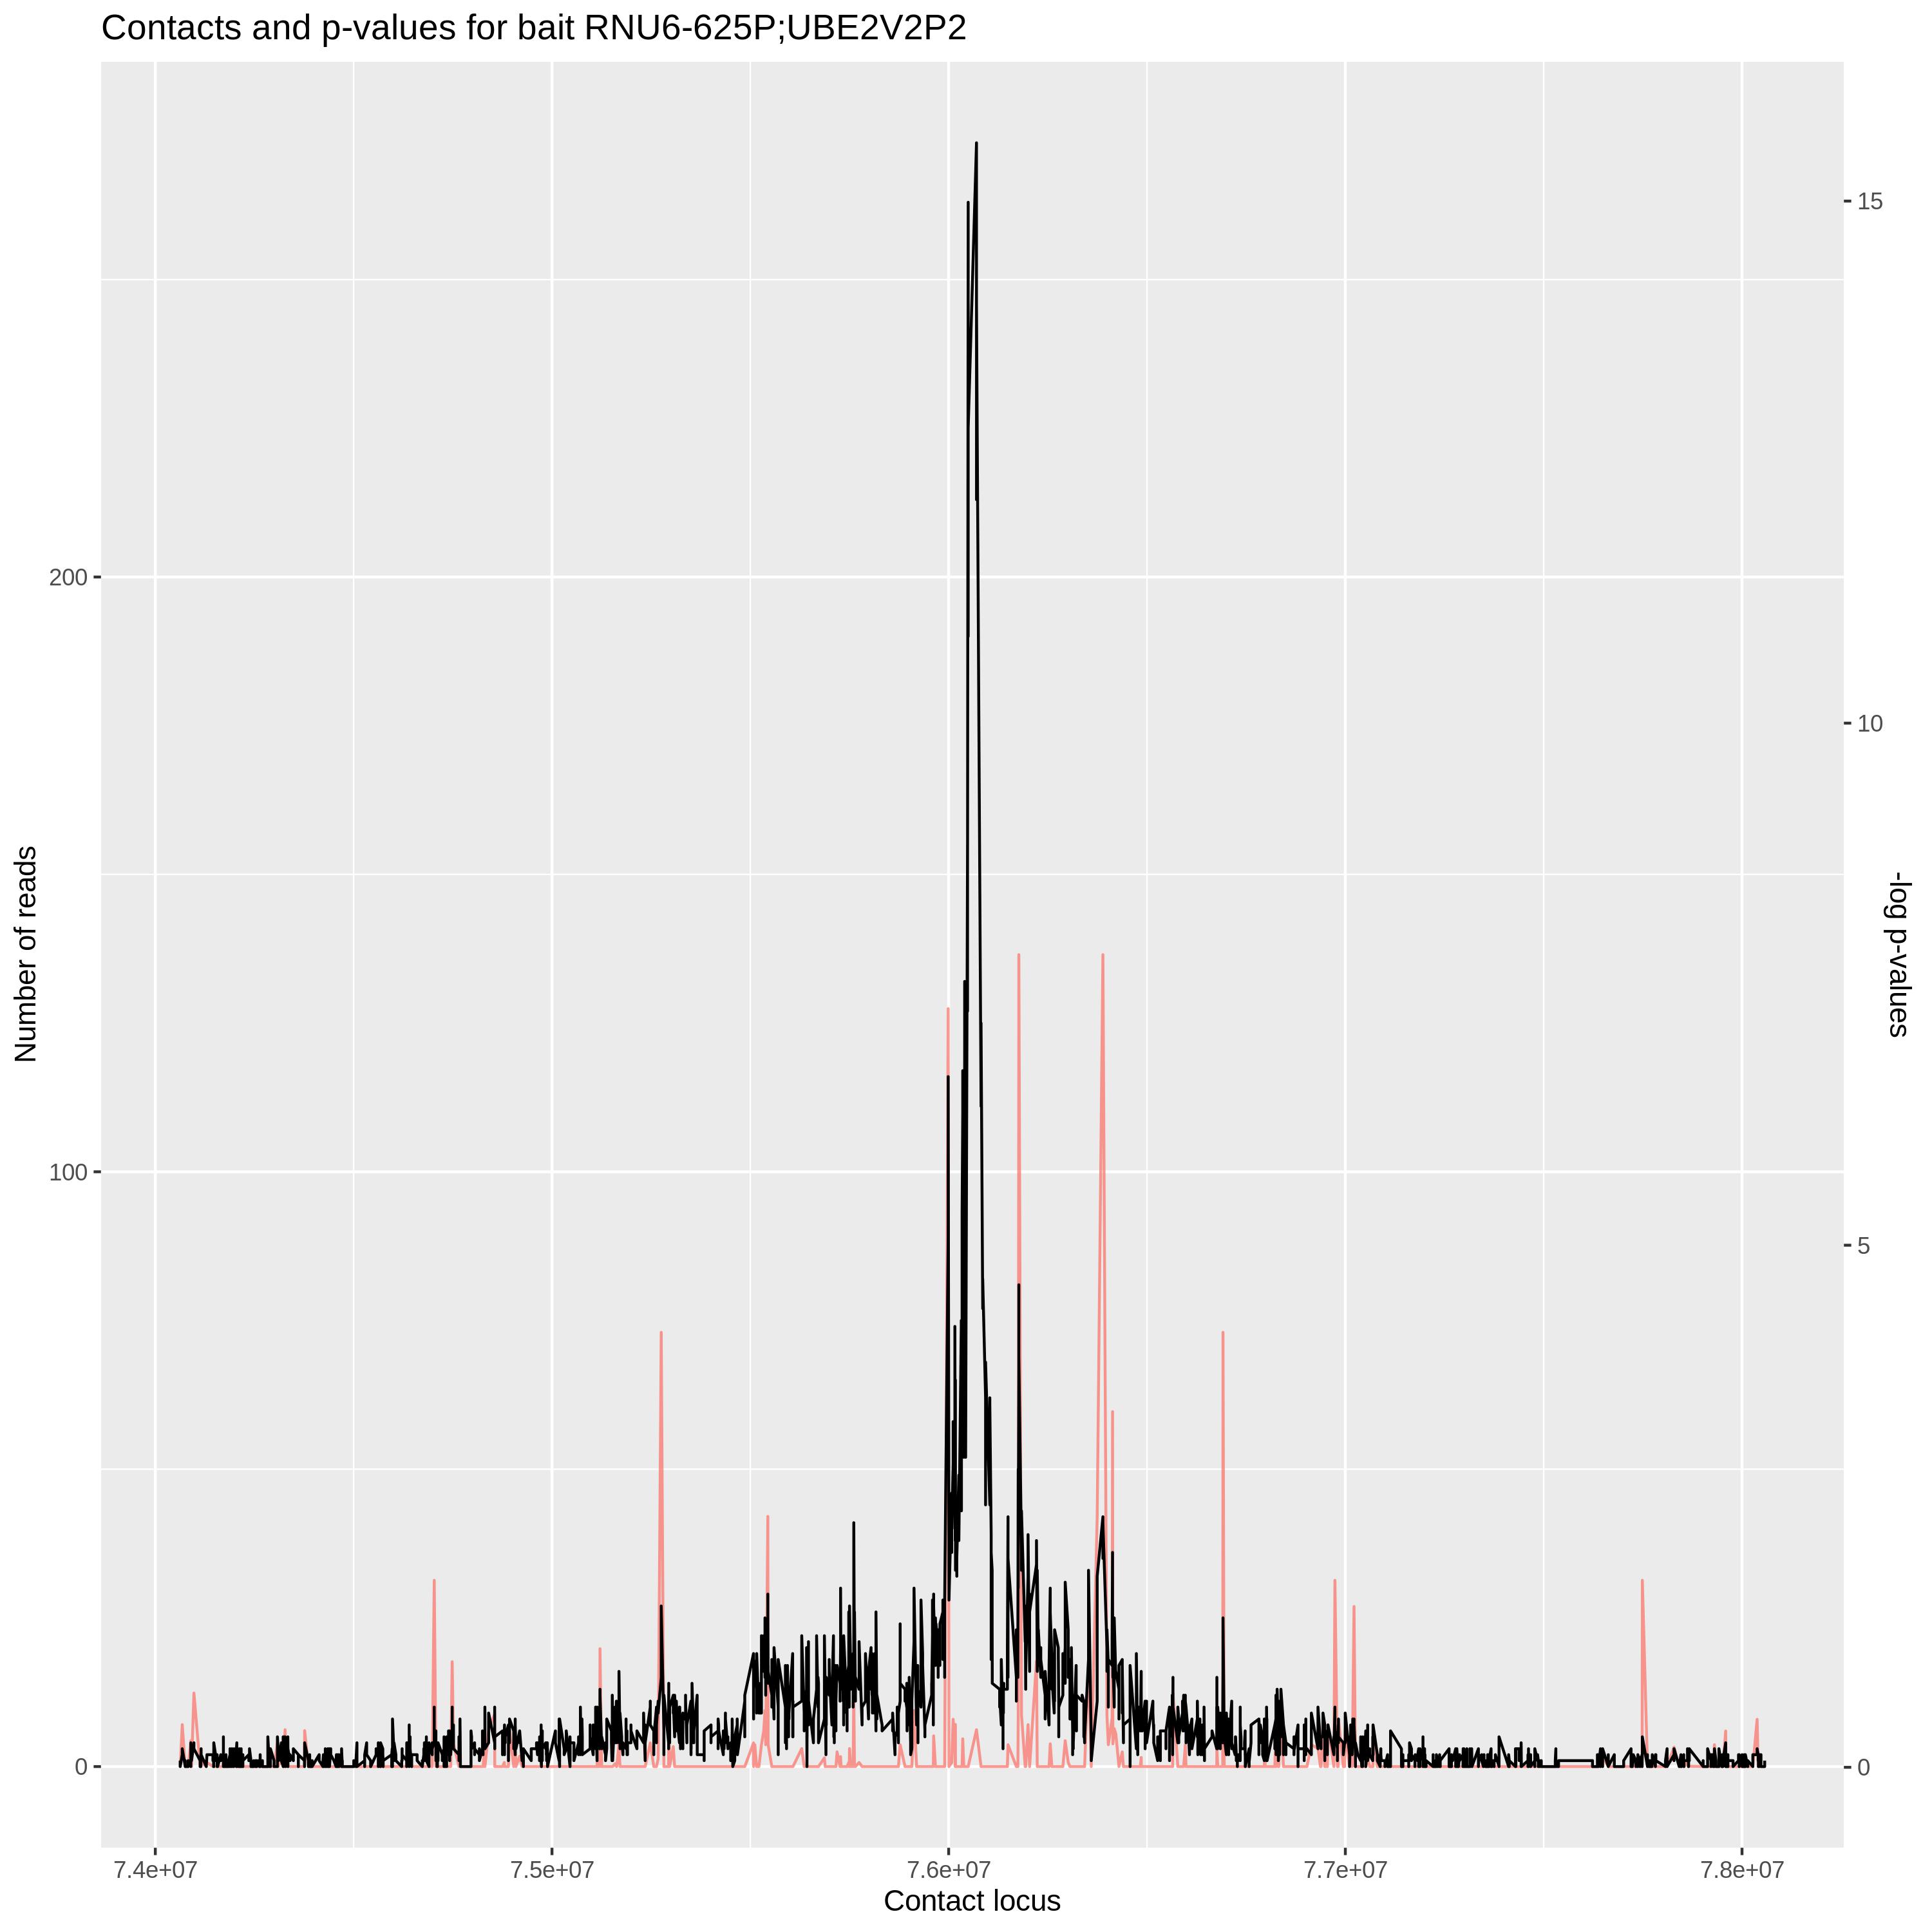 Contacts and p-values for bait RNU6-625P;UBE2V2P2
15
200
10
Number of reads
-log p-values
5
100
0
0
7.4e+07
7.5e+07
7.6e+07
7.7e+07
7.8e+07
Contact locus